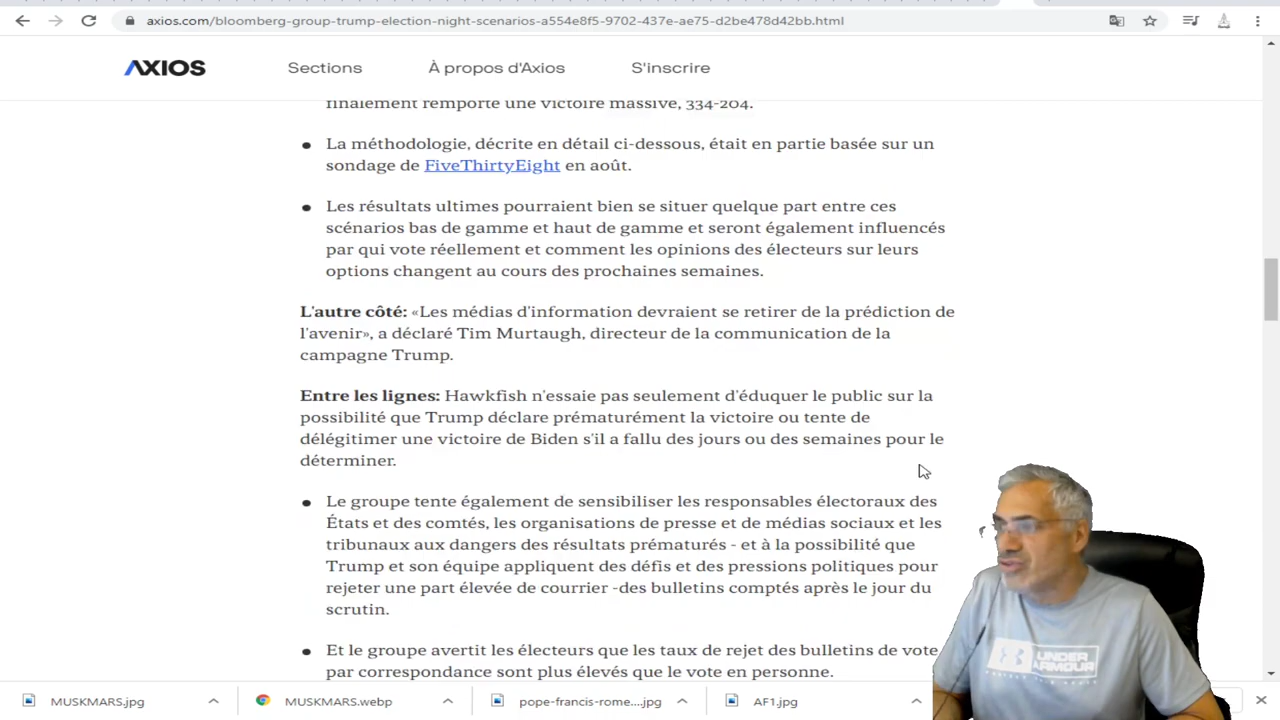 axios.com/bloomberg-group-trump-election-night-scenarios-a554e8f5-9702-437e-ae75-d2be478d42bb.html
AXIOS Sections À propos d'Axios S'inscrire
finalement remporté une victoire massive, 334-204.
● La méthodologie, décrite en détail ci-dessous, était en partie basée sur un
sondage de FiveThirtyEight en août.
● Les résultats ultimes pourraient bien se situer quelque part entre ces
scénarios bas de gamme et haut de gamme et seront également influencés
par qui vote réellement et comment les opinions des électeurs sur leurs
options changent au cours des prochaines semaines.
L'autre côté: «Les médias d'information devraient se retirer de la prédiction de
l'avenir», a déclaré Tim Murtaugh, directeur de la communication de la
campagne Trump.
Entre les lignes: Hawkfish n'essaie pas seulement d'éduquer le public sur la
possibilité que Trump déclare prématurément la victoire ou tente de
délégitimer une victoire de Biden s'il a fallu des jours ou des semaines pour le
déterminer.
● Le groupe tente également de sensibiliser les responsables électoraux des
États et des comtés, les organisations de presse et de médias sociaux et les
tribunaux aux dangers des résultats prématurés - et à la possibilité que
Trump et son équipe appliquent des défis et des pressions politiques pour
rejeter une part élevée de courrier -des bulletins comptés après le jour du
scrutin.
● Et le groupe avertit les électeurs que les taux de rejet des bulletins de vote
par correspondance sont plus élevés que le vote en personne.
UNDER
ARMOUR
MUSKMARS.jpg MUSKMARS.webp pope-francis-rome....jpg AF1.jpg